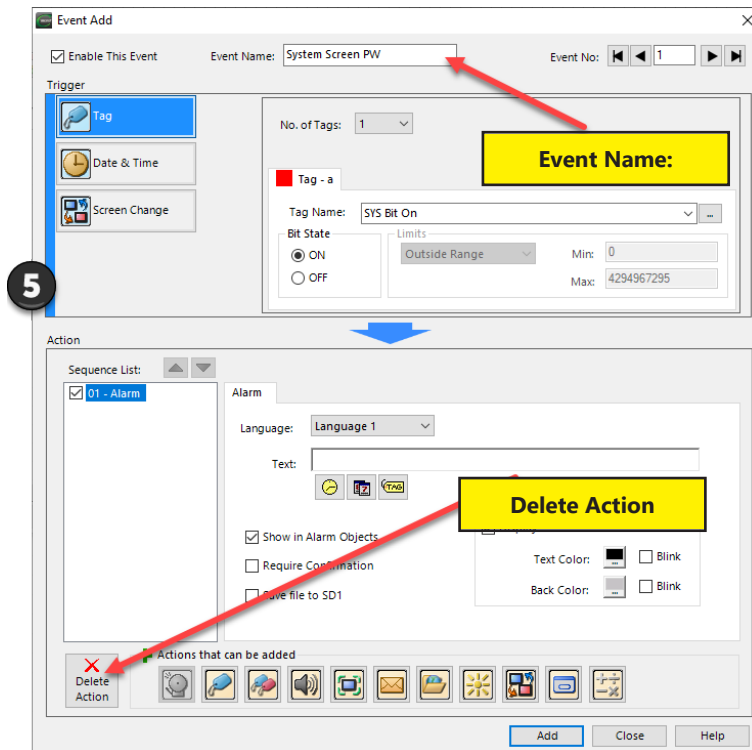 Event Add
Enable This Event
Event Name: System Screen PW
Event No: 1
Trigger
Tag
Date & Time
Screen Change
No. of Tags: 1
Event Name:
Tag - a
Tag Name: SYS Bit On ...
Bit State
ON
OFF
Limits
Outside Range
Min: 0
Max: 4294967295
5
Action
Sequence List:
01 - Alarm
Alarm
Language: Language 1
Text:
TAG
Delete Action
Show in Alarm Objects
Require Confirmation
Save file to SD1
Text Color: ... Blink
Back Color: ... Blink
Delete
Action
Actions that can be added
Add
Close
Help